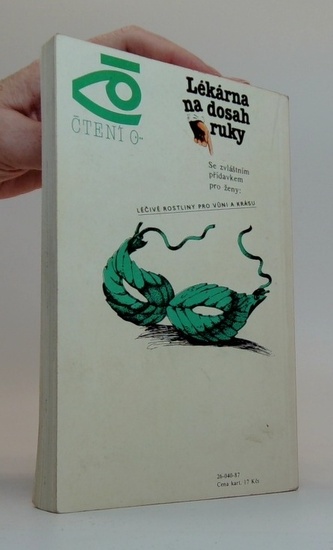 ČTENÍ
Lékárna
na dosah
ruky
Se zvláštním
přídavkem
pro ženy:
LÉČIVÉ ROSTLINY PRO VŮNI A KRÁSU
26-040-87
Cena kart. 17 Kčs